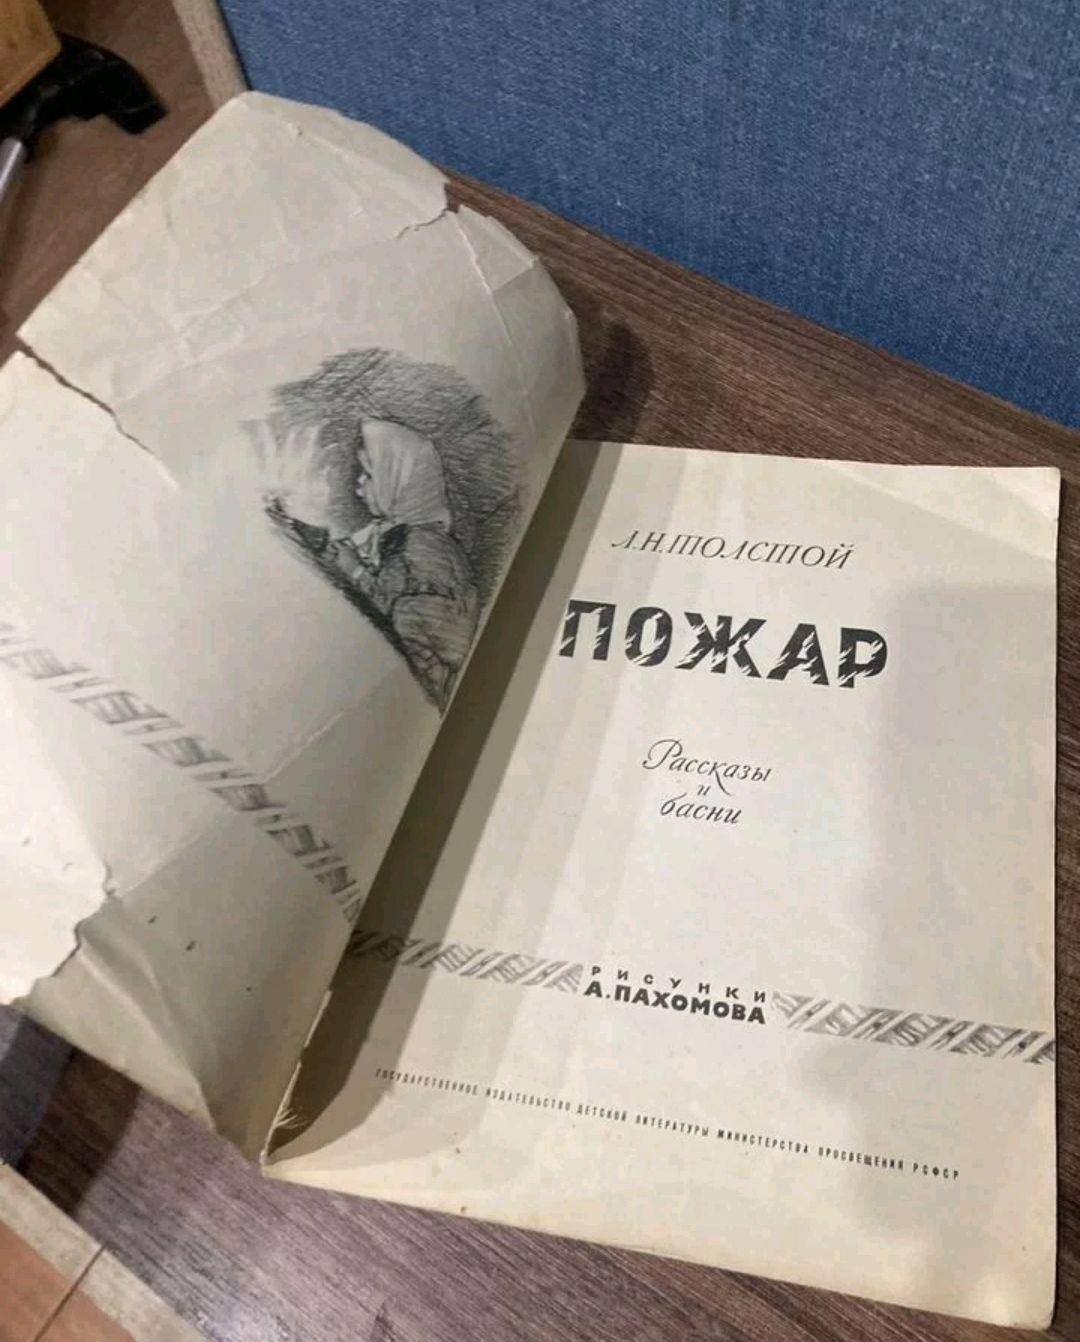 Л.Н.ТОЛСТОЙ
ПОЖАР
Рассказы
и
басни
РИСУНКИ
А.ПАХОМОВА
ГОСУДАРСТВЕННОЕ ИЗДАТЕЛЬСТВО ДЕТСКОЙ ЛИТЕРАТУРЫ МИНИСТЕРСТВА ПРОСВЕЩЕНИЯ РСФСР